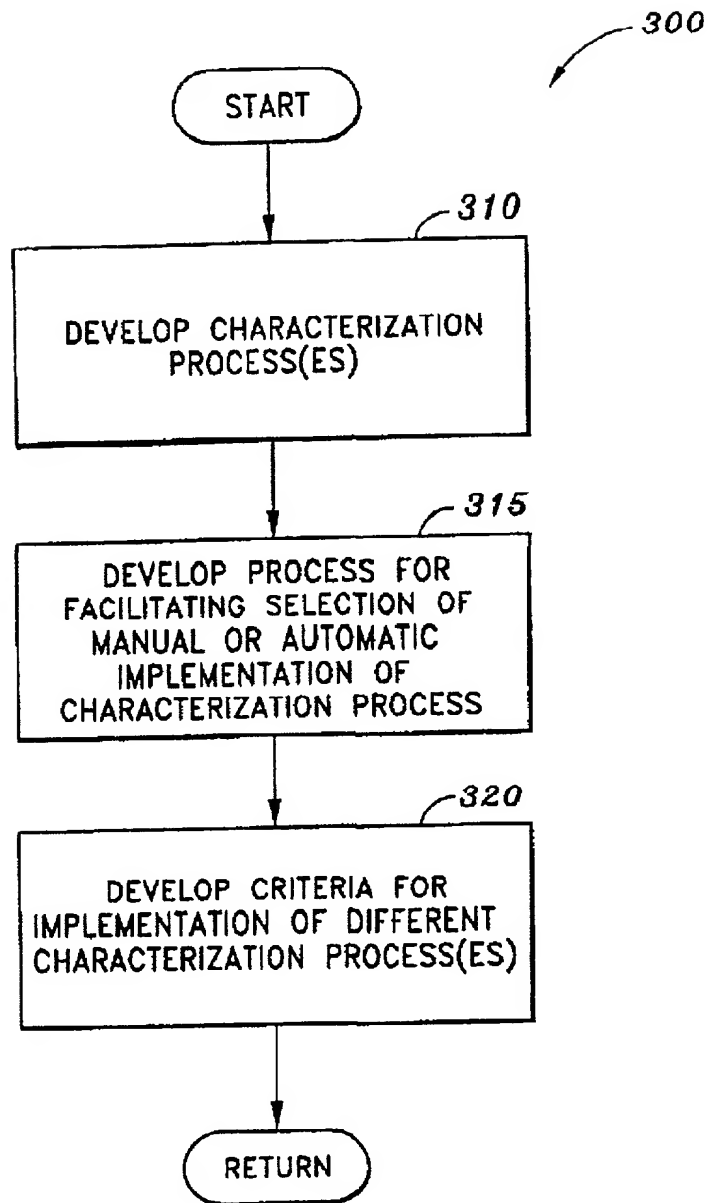 300
START
310
DEVELOP CHARACTERIZATION
PROCESS(ES)
315
DEVELOP PROCESS FOR
FACILITATING SELECTION OF
MANUAL OR AUTOMATIC
IMPLEMENTATION OF
CHARACTERIZATION PROCESS
320
DEVELOP CRITERIA FOR
IMPLEMENTATION OF DIFFERENT
CHARACTERIZATION PROCESS(ES)
RETURN